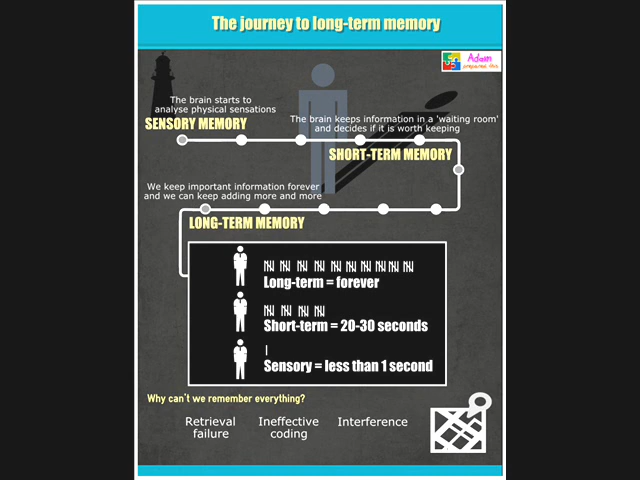 The journey to long-term memory
Adam
prepared this
The brain starts to
analyse physical sensations
SENSORY MEMORY
The brain keeps information in a 'waiting room'
and decides if it is worth keeping
SHORT-TERM MEMORY
We keep important information forever
and we can keep adding more and more
LONG-TERM MEMORY
Long-term = forever
Short-term = 20-30 seconds
Sensory = less than 1 second
Why can't we remember everything?
Retrieval
failure
Ineffective
coding
Interference